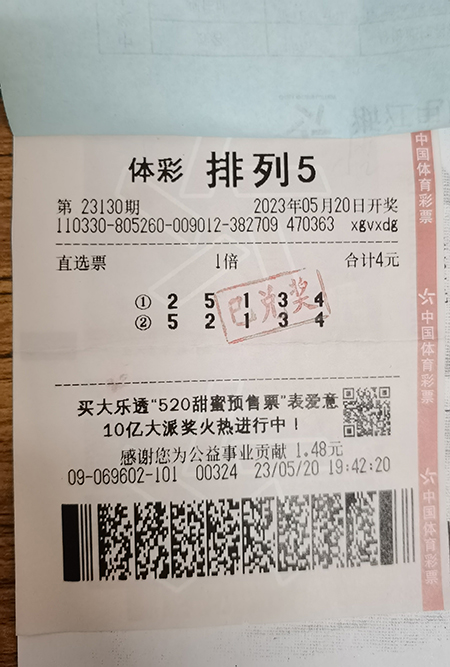 体彩 排列5
第 23130期 2023年05月20日开奖
110330-805260-009012-382709 470363 xgvxdg
直选票 1倍 合计4元
① 2 5 1 3 4
② 5 2 1 3 4
已兑奖
买大乐透“520甜蜜预售票”表爱意
10亿大派奖火热进行中！
感谢您为公益事业贡献 1.48元
09-069602-101 00324 23/05/20 19:42:20
中国体育彩票
中国体育彩票
中国体育彩票